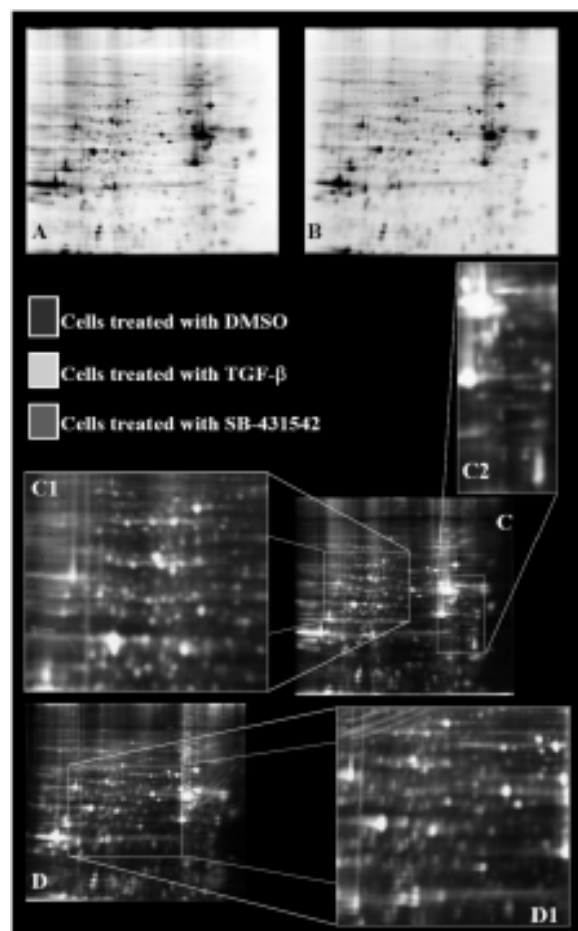 A
B
Cells treated with DMSO
Cells treated with TGF-β
Cells treated with SB-431542
C2
C1
C
D
D1